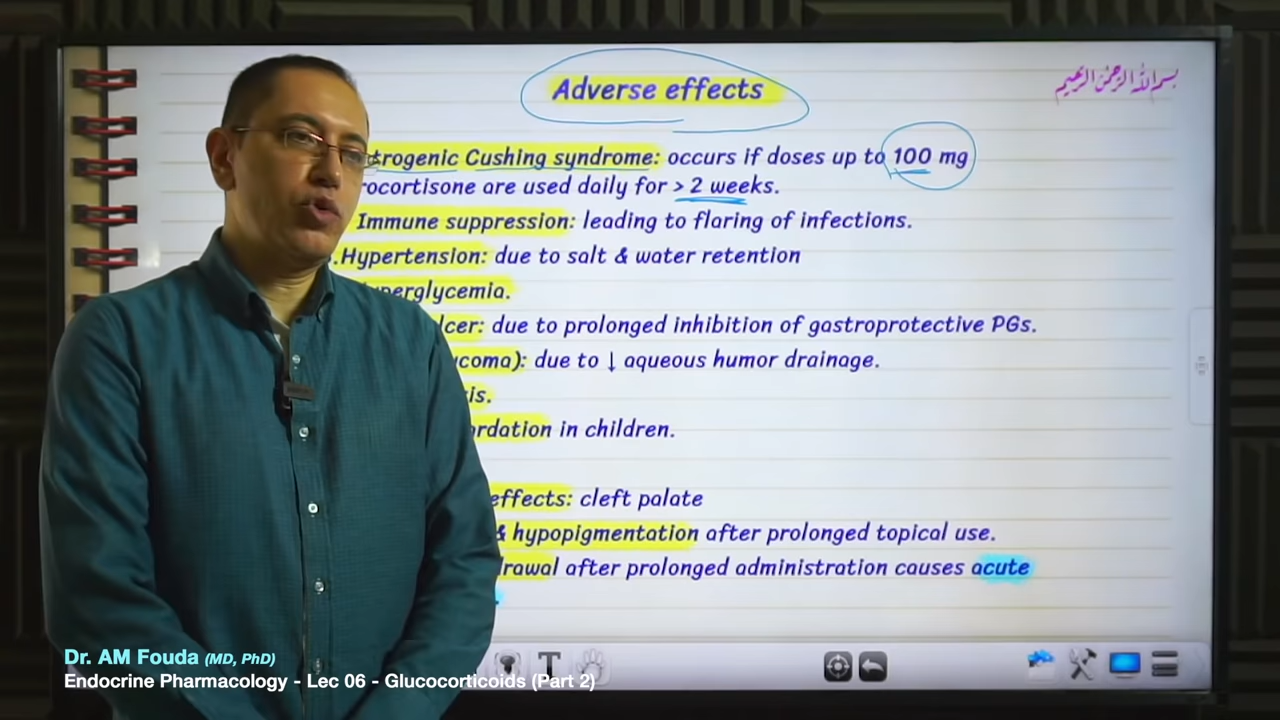 Adverse effects
بسم الله الرحمن الرحيم
trogenic Cushing syndrome: occurs if doses up to 100 mg
rocortisone are used daily for > 2 weeks.
Immune suppression: leading to flaring of infections.
.Hypertension: due to salt & water retention
yperglycemia.
lcer: due to prolonged inhibition of gastroprotective PGs.
ucoma): due to ↓ aqueous humor drainage.
is.
rdation in children.
effects: cleft palate
& hypopigmentation after prolonged topical use.
drawal after prolonged administration causes acute
T
Dr. AM Fouda (MD, PhD)
Endocrine Pharmacology - Lec 06 - Glucocorticoids (Part 2)